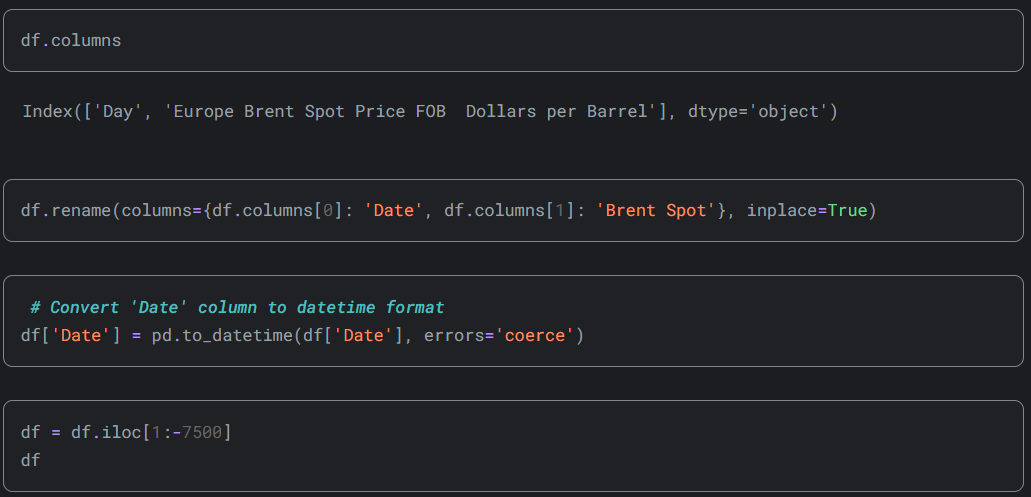 df.columns
Index(['Day', 'Europe Brent Spot Price FOB  Dollars per Barrel'], dtype='object')
df.rename(columns={df.columns[0]: 'Date', df.columns[1]: 'Brent Spot'}, inplace=True)
# Convert 'Date' column to datetime format
df['Date'] = pd.to_datetime(df['Date'], errors='coerce')
df = df.iloc[1:-7500]
df